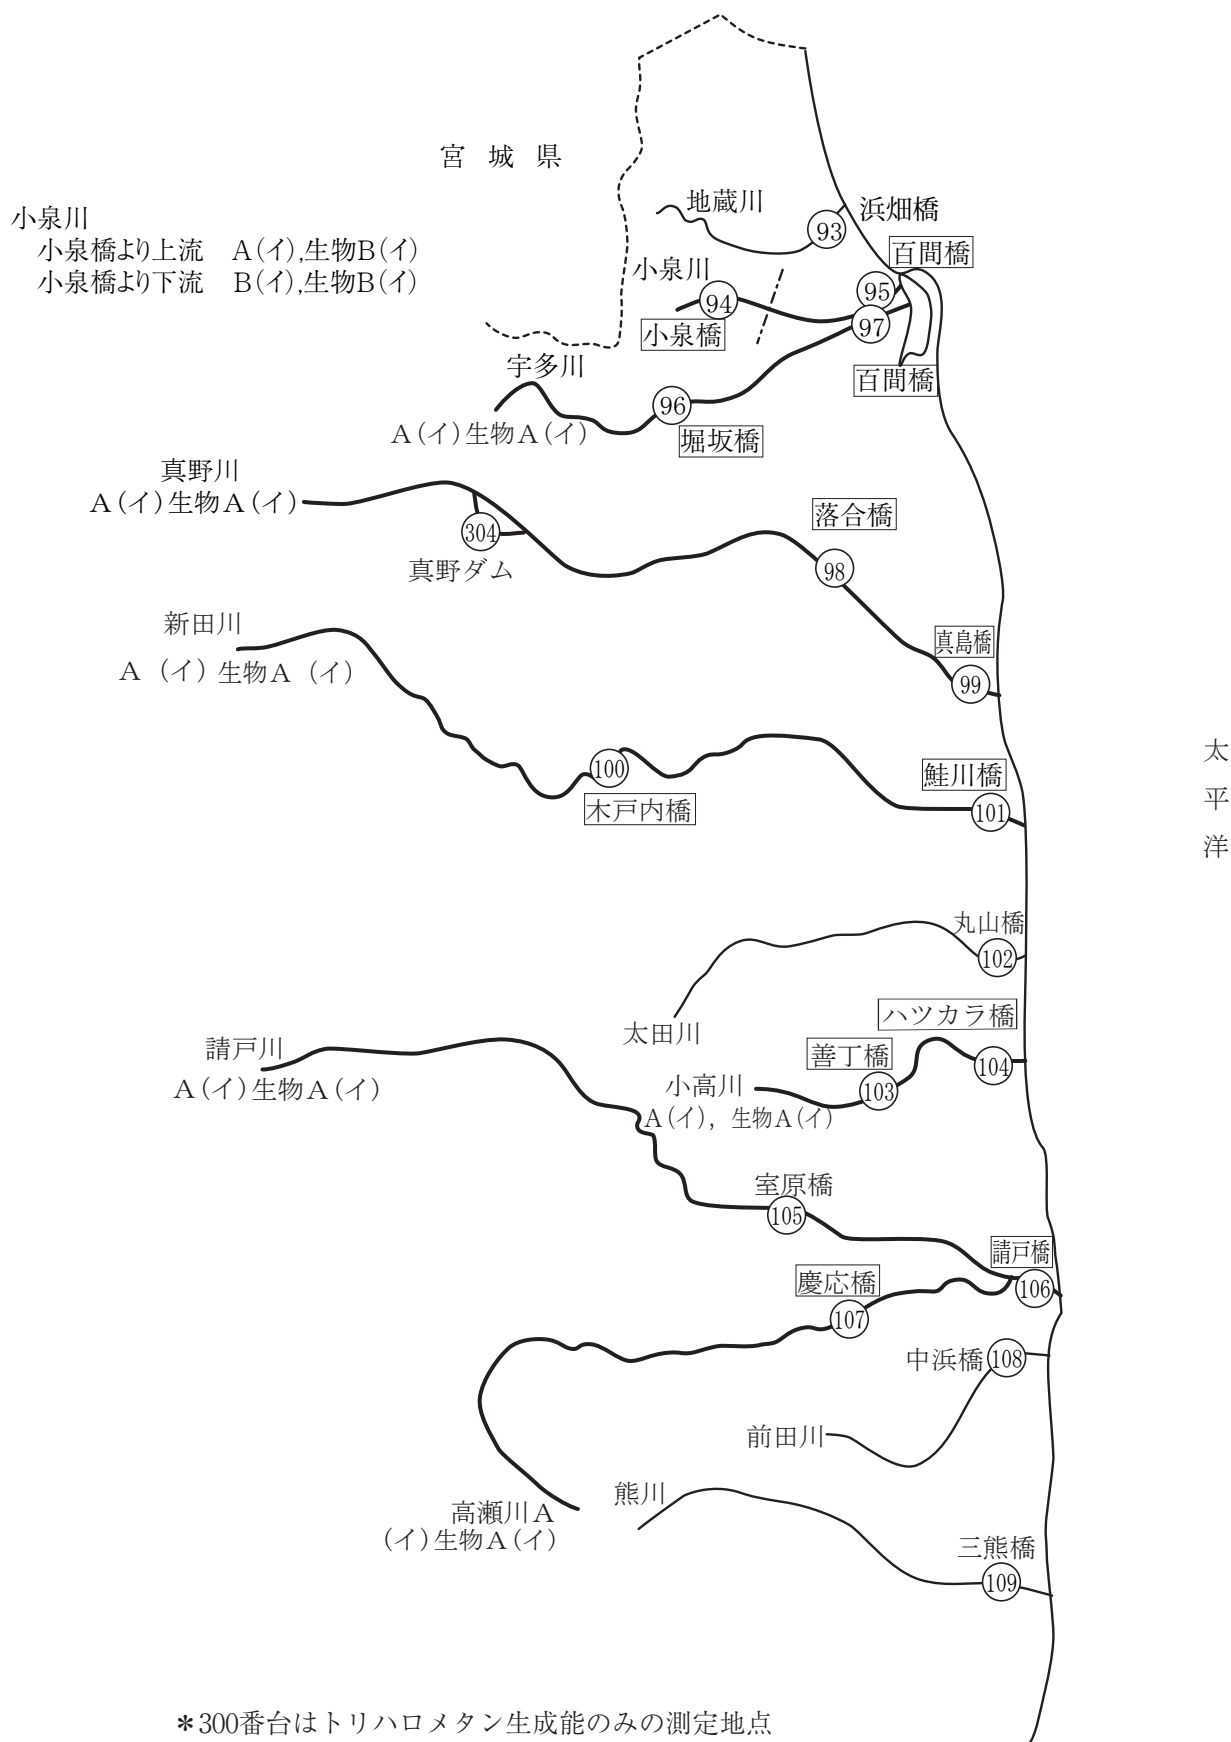 宮 城 県
地蔵川
93
浜畑橋
小泉川
小泉橋より上流 A(イ),生物B(イ)
小泉橋より下流 B(イ),生物B(イ)
百間橋
小泉川
94
95
小泉橋
97
百間橋
宇多川
A(イ)生物A(イ)
96
堀坂橋
真野川
A(イ)生物A(イ)
304
真野ダム
落合橋
98
新田川
A (イ) 生物A (イ)
真島橋
99
太
平
洋
100
木戸内橋
鮭川橋
101
丸山橋
102
太田川
ハツカラ橋
請戸川
A(イ)生物A(イ)
善丁橋
104
小高川
103
A(イ), 生物A(イ)
室原橋
105
請戸橋
106
慶応橋
107
中浜橋
108
前田川
熊川
高瀬川A
(イ)生物A(イ)
三熊橋
109
*300番台はトリハロメタン生成能のみの測定地点